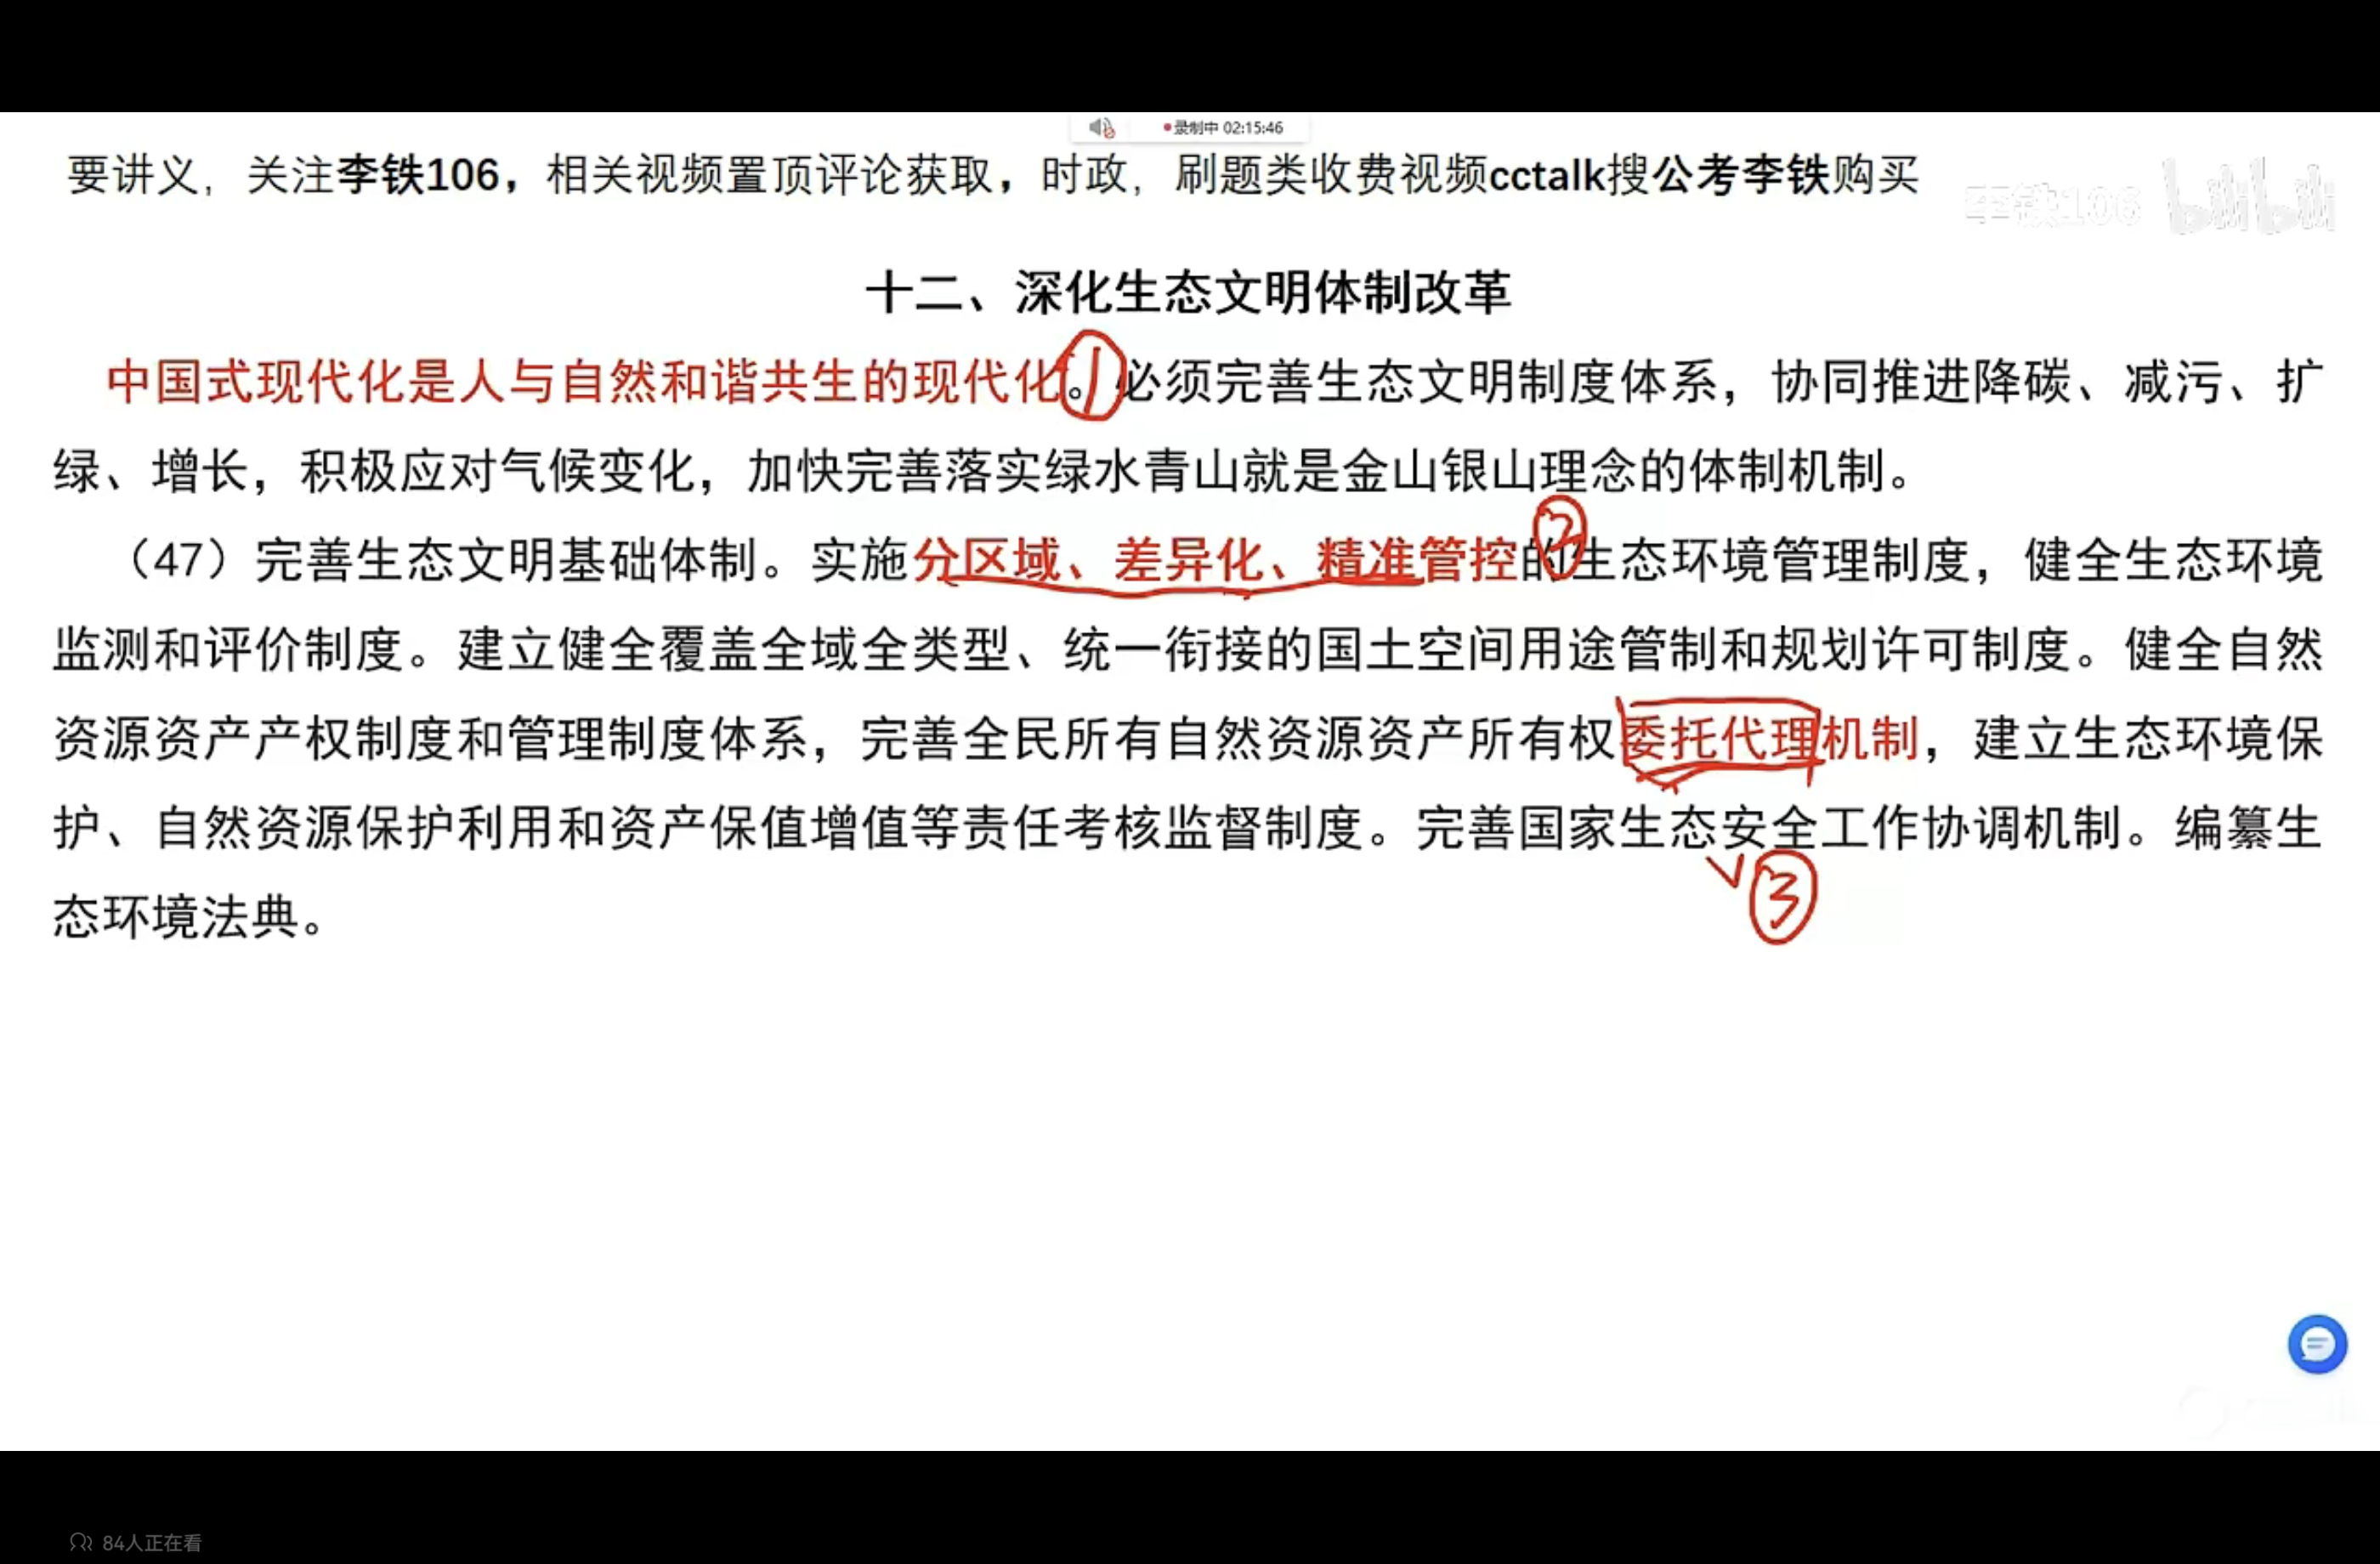 录制中 02:15:46
要讲义，关注李铁106，相关视频置顶评论获取，时政，刷题类收费视频cctalk搜公考李铁购买
李铁106 bilibili
十二、深化生态文明体制改革
中国式现代化是人与自然和谐共生的现代化。①必须完善生态文明制度体系，协同推进降碳、减污、扩
绿、增长，积极应对气候变化，加快完善落实绿水青山就是金山银山理念的体制机制。
②
（47）完善生态文明基础体制。实施分区域、差异化、精准管控的生态环境管理制度，健全生态环境
监测和评价制度。建立健全覆盖全域全类型、统一衔接的国土空间用途管制和规划许可制度。健全自然
资源资产产权制度和管理制度体系，完善全民所有自然资源资产所有权委托代理机制，建立生态环境保
护、自然资源保护利用和资产保值增值等责任考核监督制度。完善国家生态安全工作协调机制。编纂生
③
态环境法典。
84人正在看